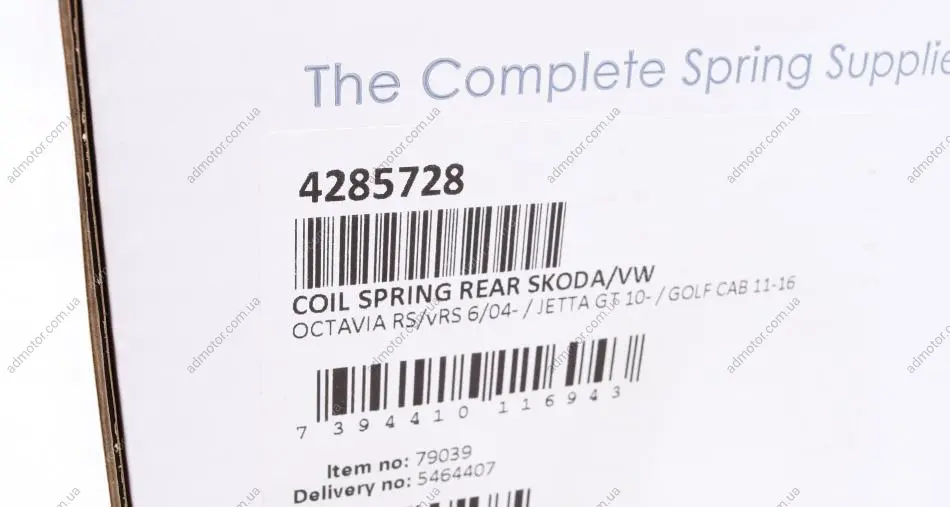 The Complete Spring Supplie
4285728
COIL SPRING REAR SKODA/VW
OCTAVIA RS/vRS 6/04- / JETTA GT 10- / GOLF CAB 11-16
7 394410 116943
Item no: 79039
Delivery no: 5464407
admotor.com.ua